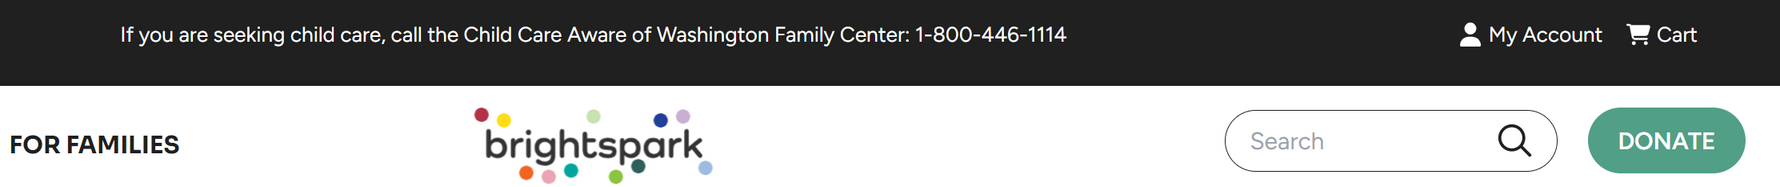 If you are seeking child care, call the Child Care Aware of Washington Family Center: 1-800-446-1114
My Account
Cart
FOR FAMILIES
brightspark
Search
DONATE